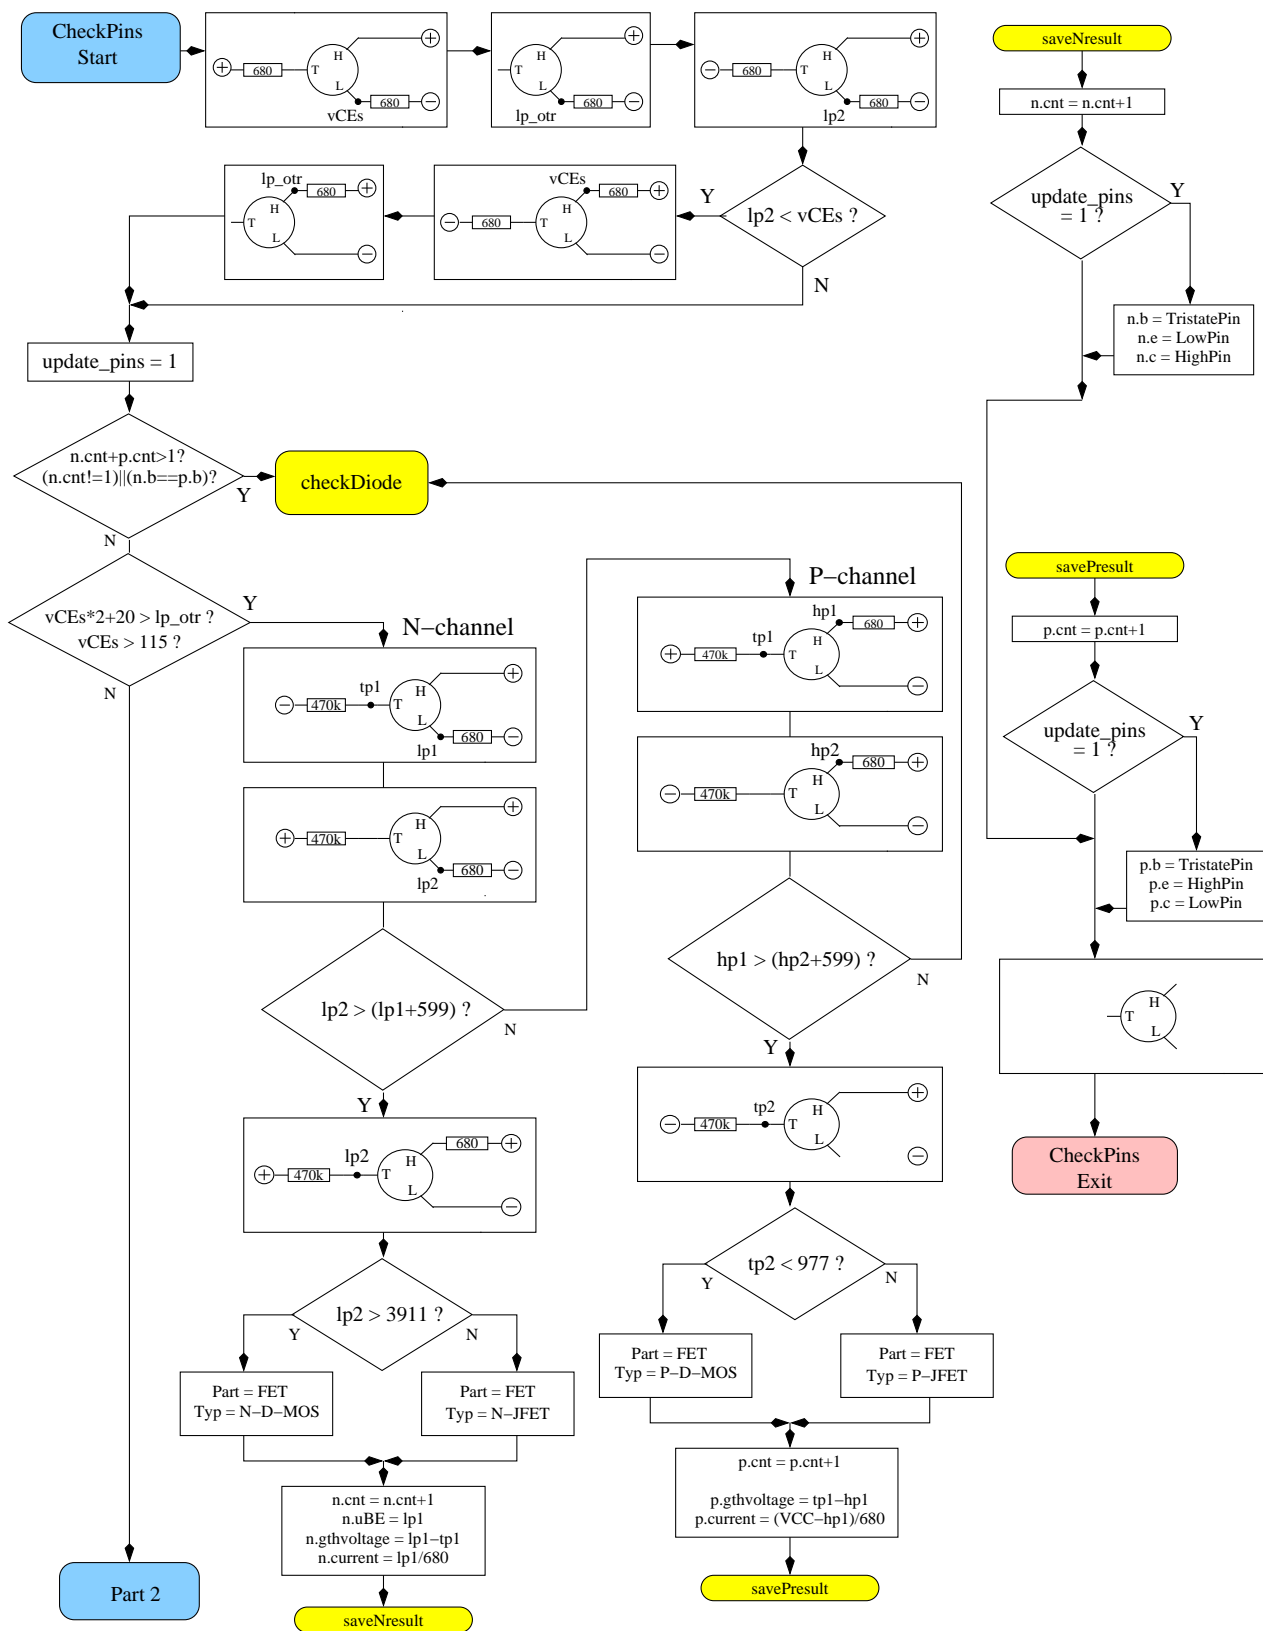 CheckPins
Start
+
680
T
H
L
+
680
−
vCEs
T
H
L
+
680
−
lp_otr
−
680
T
H
L
+
680
−
lp2
saveNresult
n.cnt = n.cnt+1
update_pins
= 1 ?
Y
n.b = TristatePin
n.e = LowPin
n.c = HighPin
lp_otr
680
+
T
H
L
−
vCEs
680
+
−
680
T
H
L
−
Y
lp2 < vCEs ?
N
update_pins = 1
n.cnt+p.cnt>1?
(n.cnt!=1)||(n.b==p.b)?
Y
N
checkDiode
vCEs*2+20 > lp_otr ?
vCEs > 115 ?
Y
N
N−channel
−
470k
tp1
T
H
L
+
680
−
lp1
+
470k
T
H
L
+
680
−
lp2
lp2 > (lp1+599) ?
N
Y
+
470k
lp2
T
H
L
680
+
−
lp2 > 3911 ?
Y
N
Part = FET
Typ = N−D−MOS
Part = FET
Typ = N−JFET
n.cnt = n.cnt+1
n.uBE = lp1
n.gthvoltage = lp1−tp1
n.current = lp1/680
saveNresult
Part 2
P−channel
hp1
680
+
+
470k
tp1
T
H
L
−
hp2
680
+
−
470k
T
H
L
−
hp1 > (hp2+599) ?
N
Y
−
470k
tp2
T
H
L
+
−
tp2 < 977 ?
Y
N
Part = FET
Typ = P−D−MOS
Part = FET
Typ = P−JFET
p.cnt = p.cnt+1
p.gthvoltage = tp1−hp1
p.current = (VCC−hp1)/680
savePresult
savePresult
p.cnt = p.cnt+1
update_pins
= 1 ?
Y
p.b = TristatePin
p.e = HighPin
p.c = LowPin
T
H
L
CheckPins
Exit